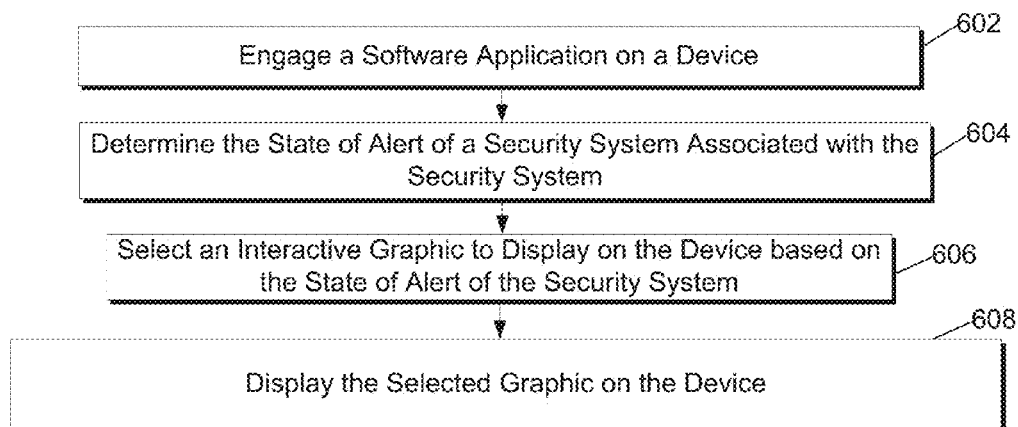 602
Engage a Software Application on a Device
604
Determine the State of Alert of a Security System Associated with the
Security System
606
Select an Interactive Graphic to Display on the Device based on
the State of Alert of the Security System
608
Display the Selected Graphic on the Device